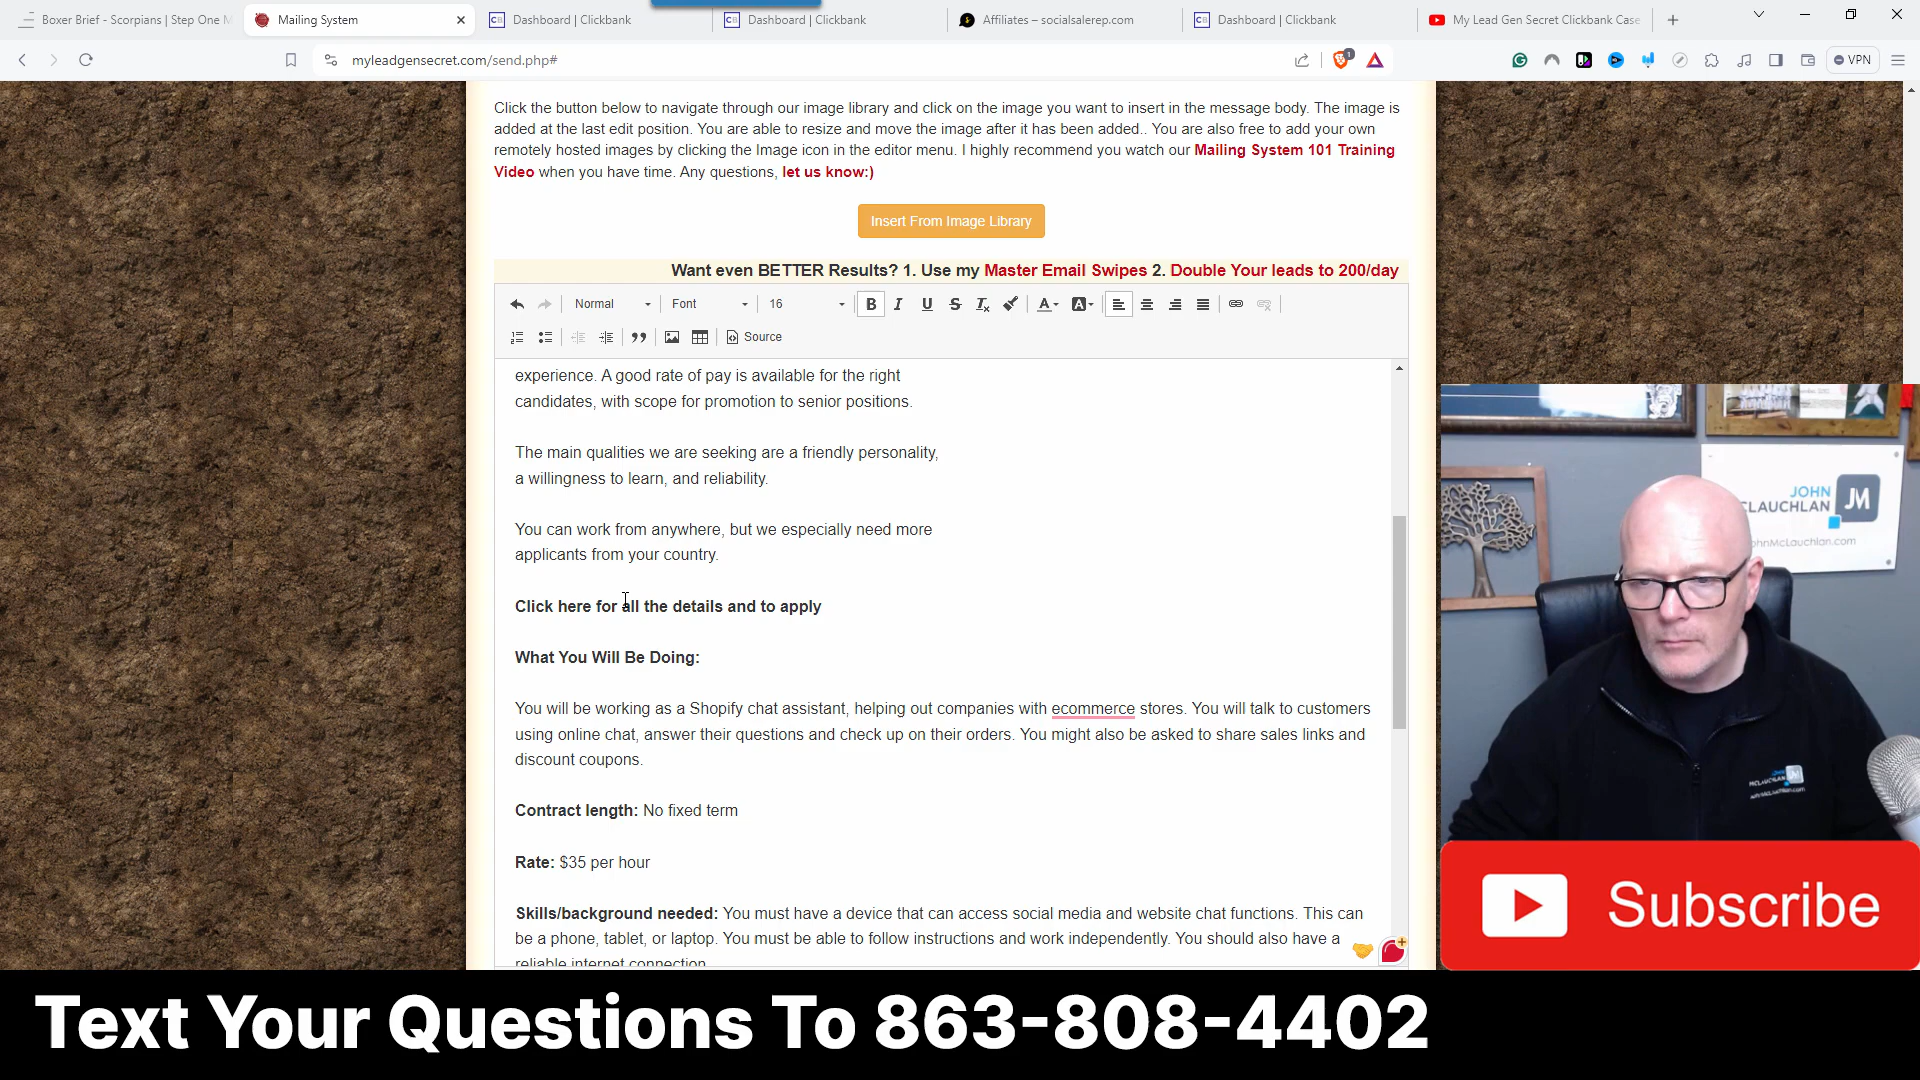 Boxer Brief - Scorpians | Step One M
Mailing System
Dashboard | Clickbank
Dashboard | Clickbank
Affiliates – socialsalerep.com
Dashboard | Clickbank
My Lead Gen Secret Clickbank Case
myleadgensecret.com/send.php#
VPN
Click the button below to navigate through our image library and click on the image you want to insert in the message body. The image is
added at the last edit position. You are able to resize and move the image after it has been added.. You are also free to add your own
remotely hosted images by clicking the Image icon in the editor menu. I highly recommend you watch our Mailing System 101 Training
Video when you have time. Any questions, let us know:)
Insert From Image Library
Want even BETTER Results? 1. Use my Master Email Swipes 2. Double Your leads to 200/day
Normal
Font
16
Source
experience. A good rate of pay is available for the right
candidates, with scope for promotion to senior positions.
The main qualities we are seeking are a friendly personality,
a willingness to learn, and reliability.
You can work from anywhere, but we especially need more
applicants from your country.
Click here for all the details and to apply
What You Will Be Doing:
You will be working as a Shopify chat assistant, helping out companies with ecommerce stores. You will talk to customers
using online chat, answer their questions and check up on their orders. You might also be asked to share sales links and
discount coupons.
Contract length: No fixed term
Rate: $35 per hour
Skills/background needed: You must have a device that can access social media and website chat functions. This can
be a phone, tablet, or laptop. You must be able to follow instructions and work independently. You should also have a
reliable internet connection
JOHN
JM
Subscribe
Text Your Questions To 863-808-4402